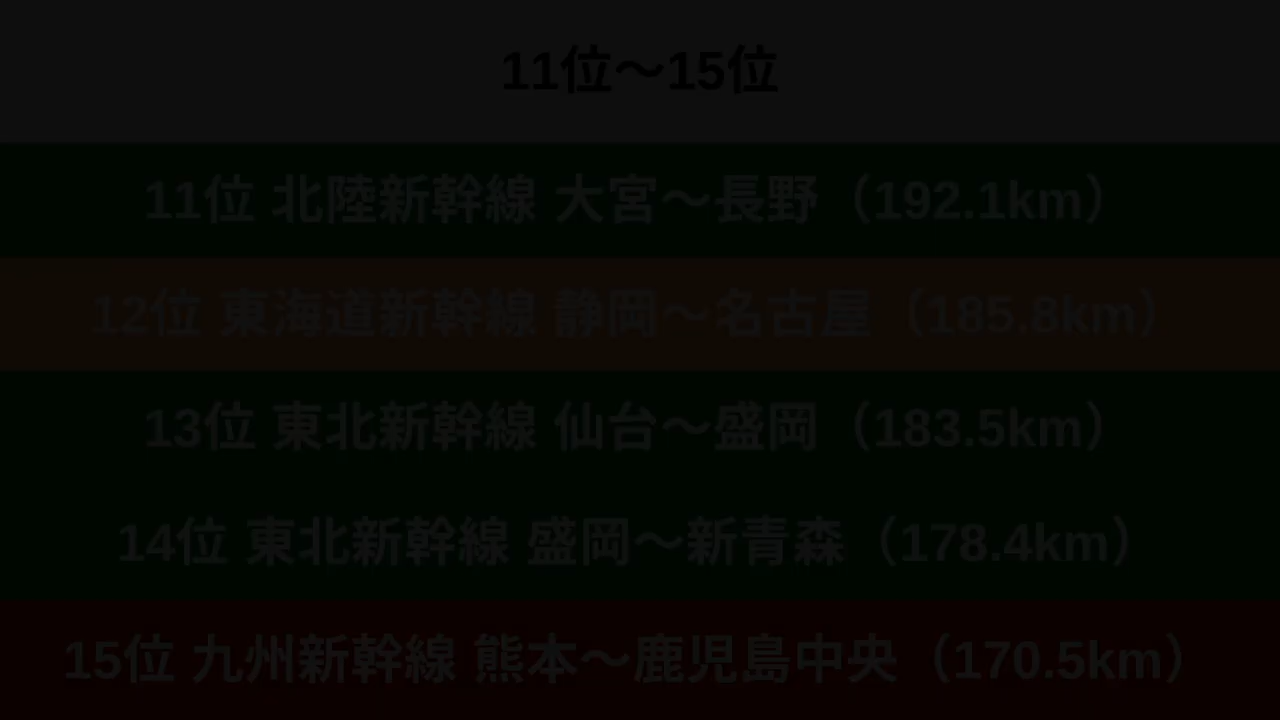 11位～15位
11位 北陸新幹線 大宮～長野（192.1km）
12位 東海道新幹線 静岡～名古屋（185.8km）
13位 東北新幹線 仙台～盛岡（183.5km）
14位 東北新幹線 盛岡～新青森（178.4km）
15位 九州新幹線 熊本～鹿児島中央（170.5km）